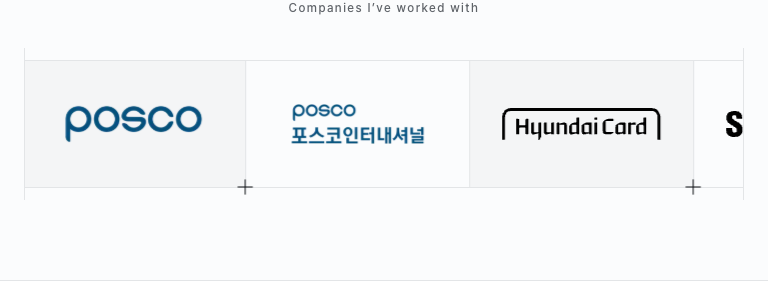 Companies I’ve worked with
posco
posco
포스코인터내셔널
Hyundai Card
S